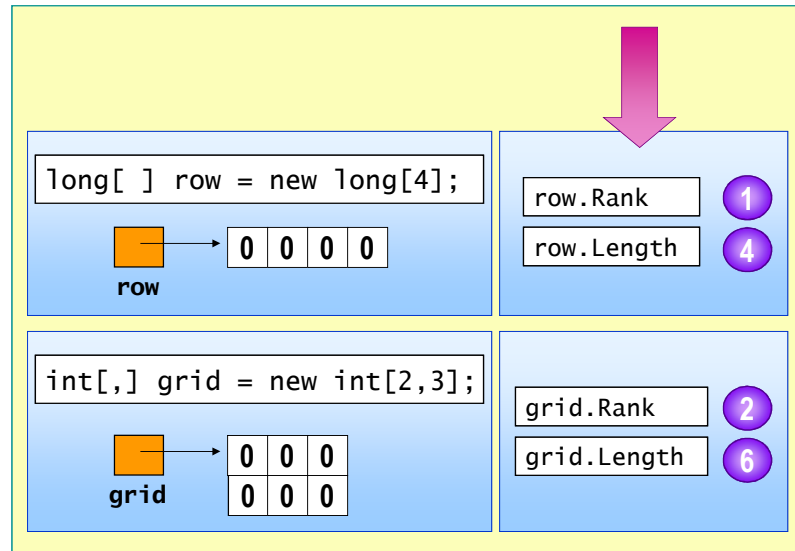 long[ ] row = new long[4];
0 0 0 0
row
row.Rank 1
row.Length 4
int[,] grid = new int[2,3];
0 0 0
0 0 0
grid
grid.Rank 2
grid.Length 6